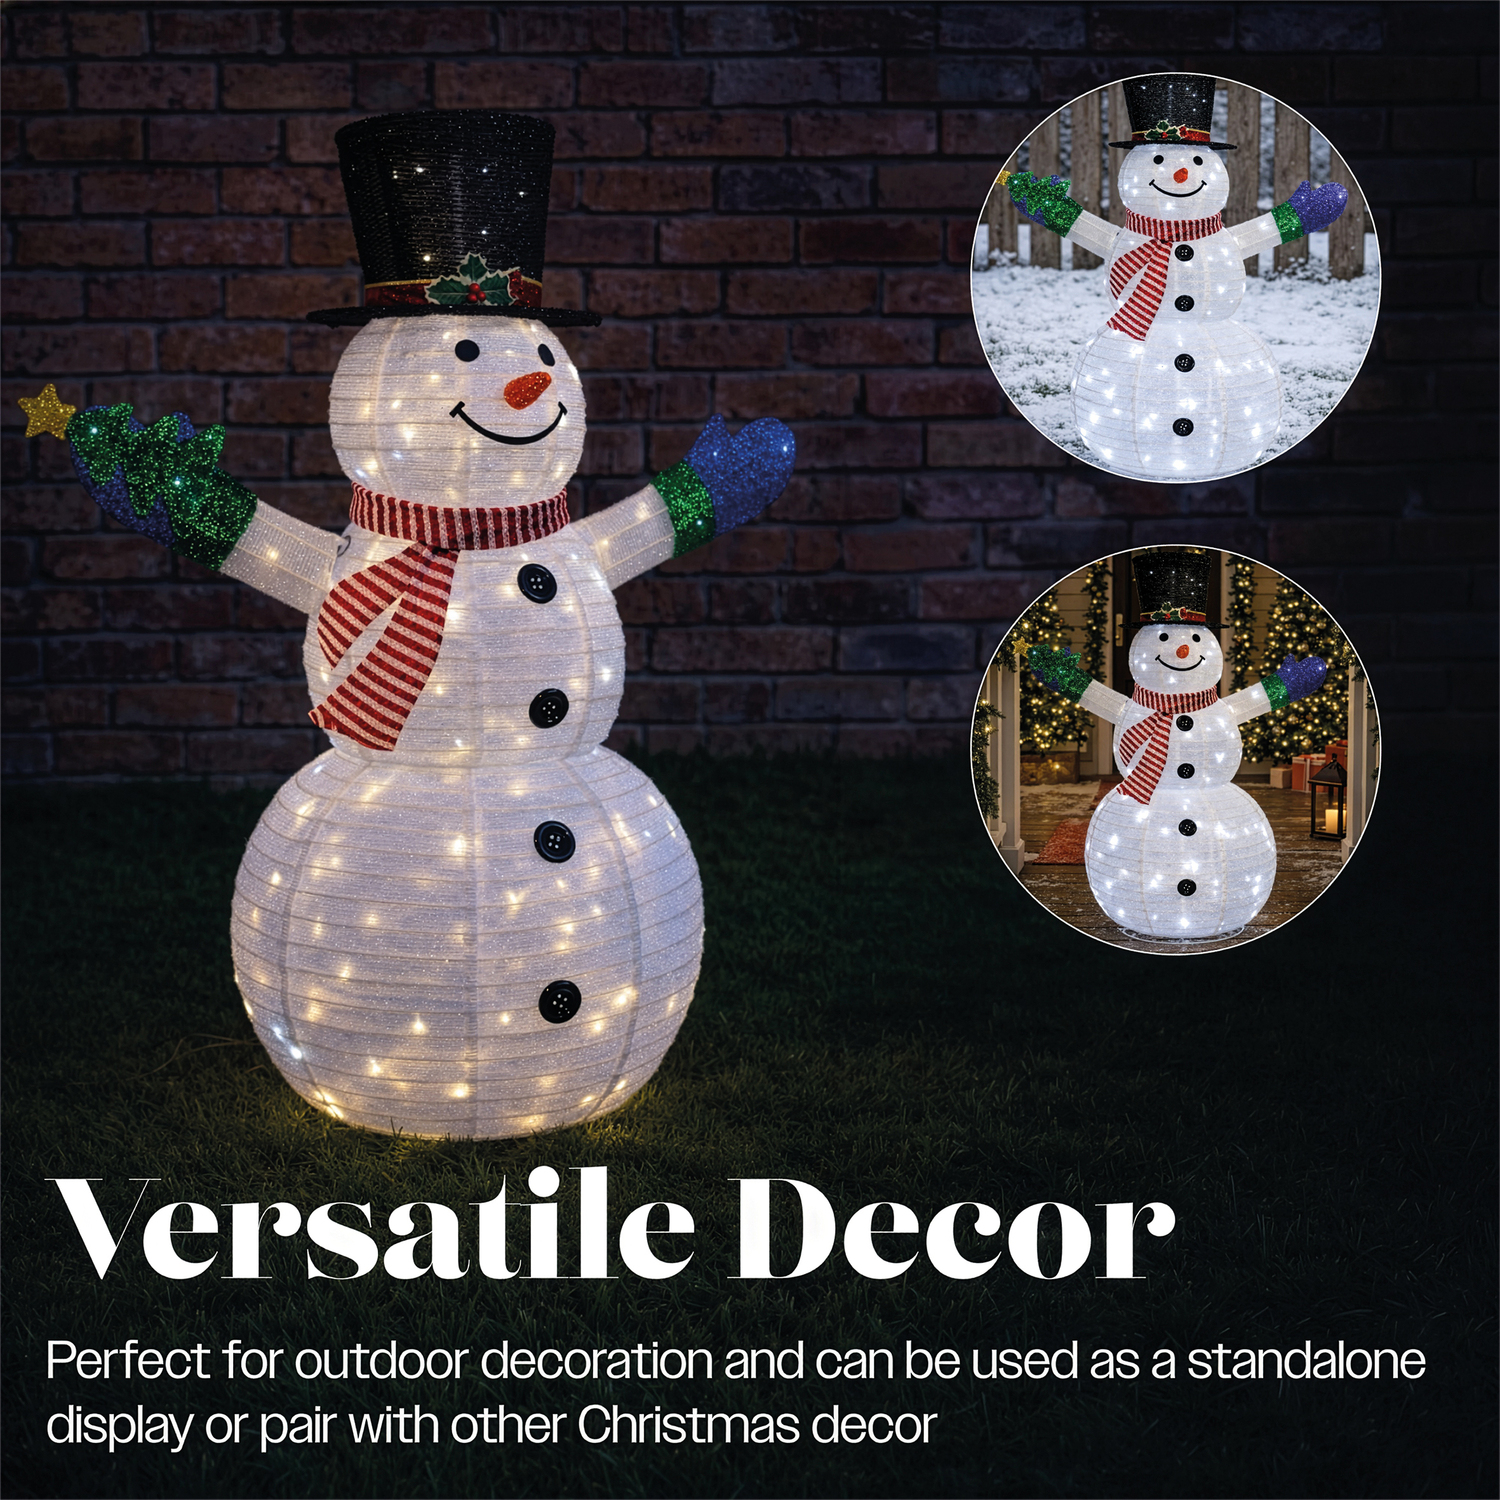 Versatile Decor
Perfect for outdoor decoration and can be used as a standalone
display or pair with other Christmas decor